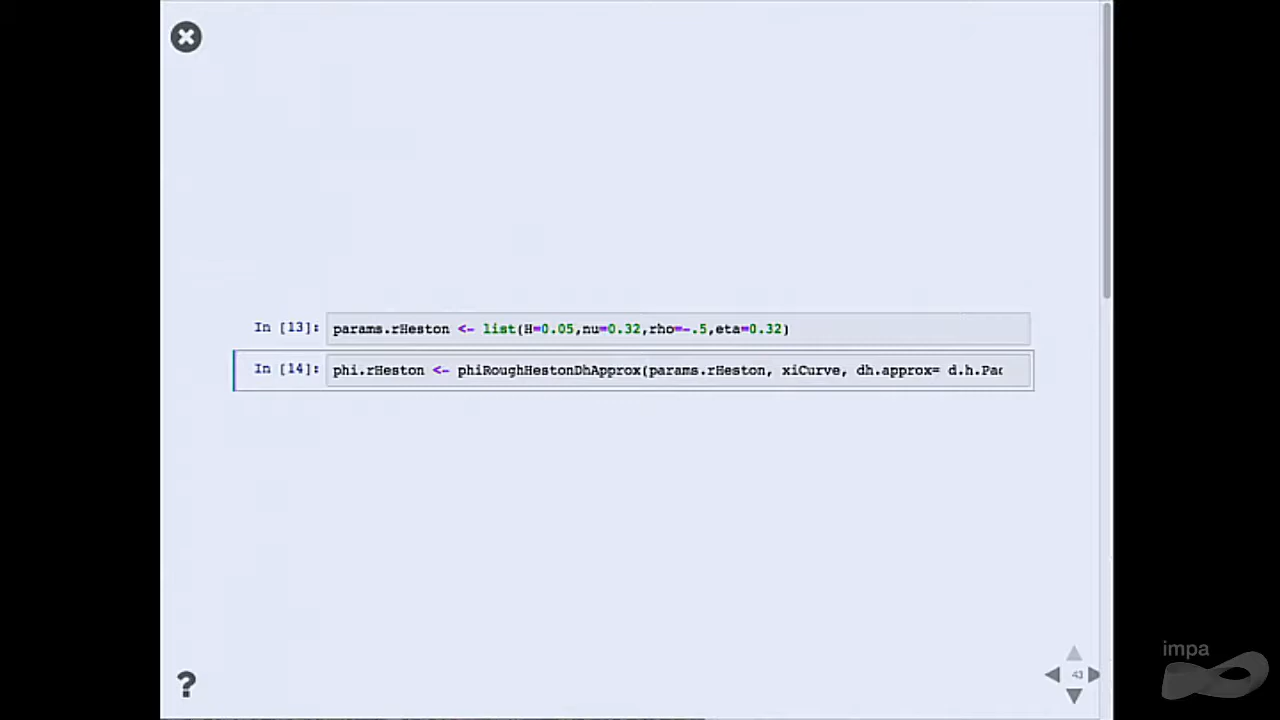 In [13]: params.rHeston <- list(H=0.05,nu=0.32,rho=-.5,eta=0.32)
In [14]: phi.rHeston <- phiRoughHestonDhApprox(params.rHeston, xiCurve, dh.approx= d.h.Pac
?
43
impa